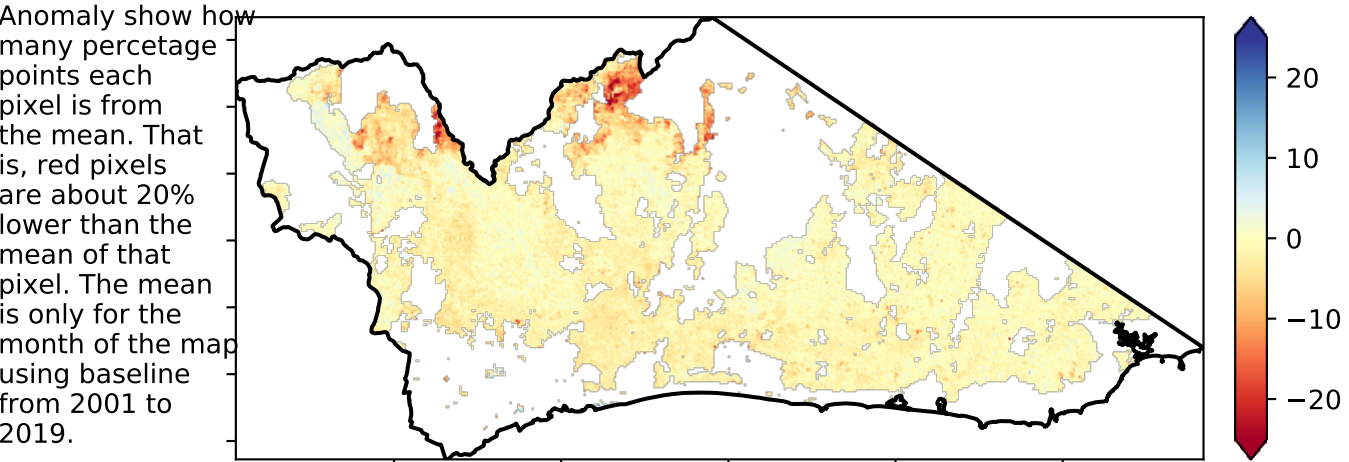 Anomaly show how
many percetage
points each
pixel is from
the mean. That
is, red pixels
are about 20%
lower than the
mean of that
pixel. The mean
is only for the
month of the map
using baseline
from 2001 to
2019.
20
10
0
−10
−20